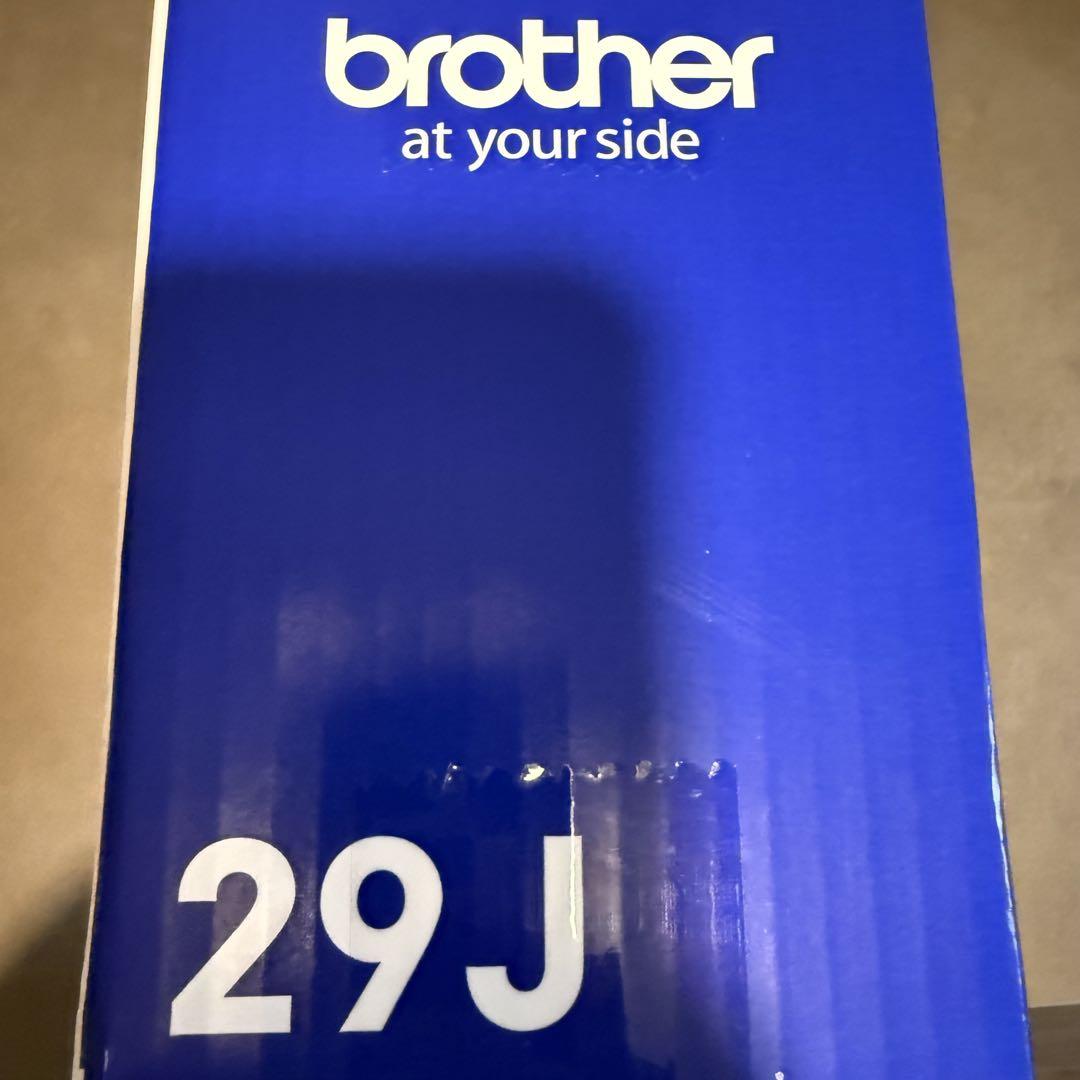 brother
at your side
29J